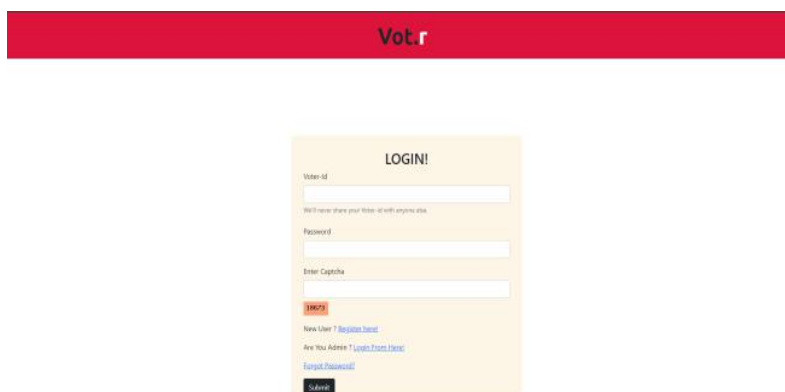 Vot.r
LOGIN!
Voter-Id
We'll never share your Voter-id with anyone else.
Password
Enter Captcha
New User ? Register here!
Are You Admin ? Login From Here!
Forgot Password?
Submit